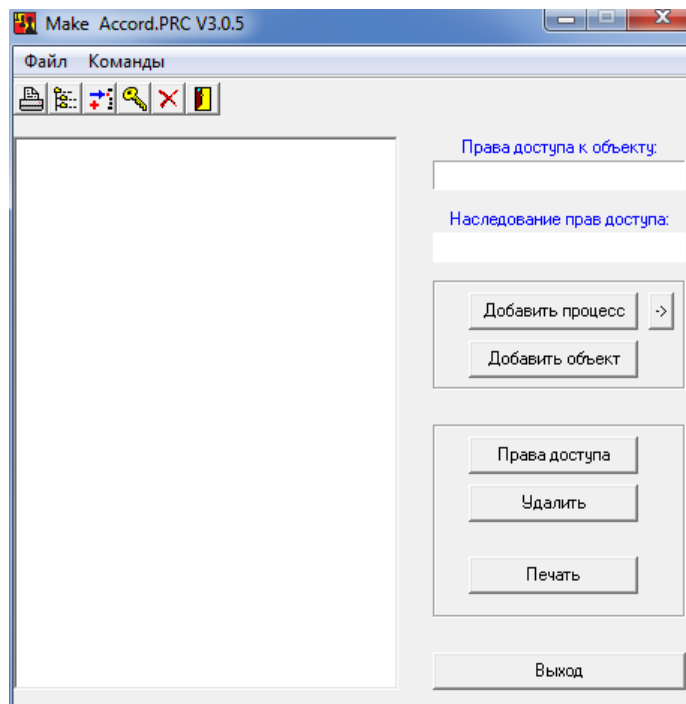 Make Accord.PRC V3.0.5
Файл Команды
Права доступа к объекту:
Наследование прав доступа:
Добавить процесс ->
Добавить объект
Права доступа
Удалить
Печать
Выход